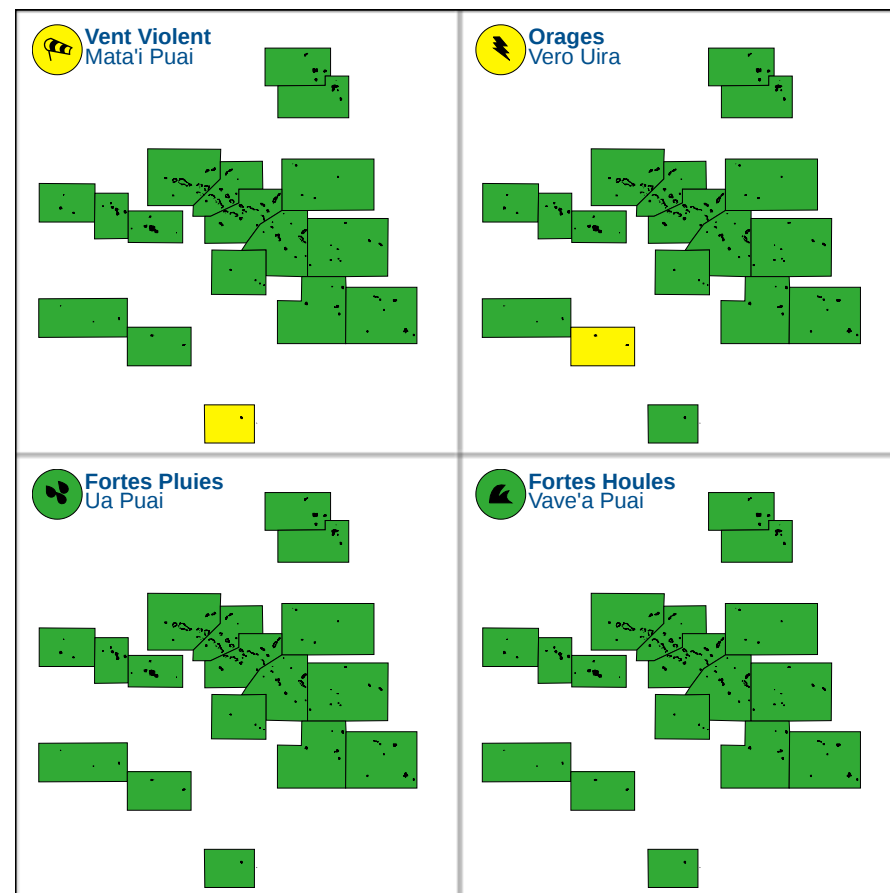 Vent Violent
Mata'i Puai
Orages
Vero Uira
Fortes Pluies
Ua Puai
Fortes Houles
Vave'a Puai